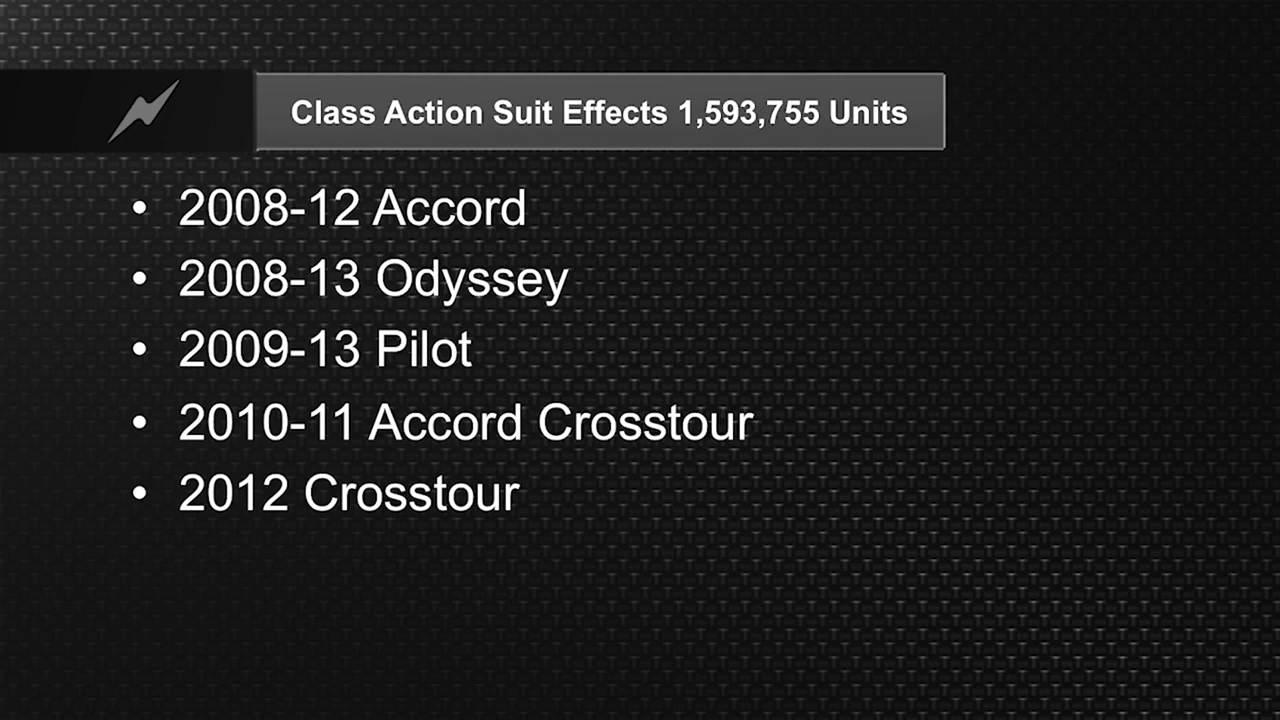 Class Action Suit Effects 1,593,755 Units
• 2008-12 Accord
• 2008-13 Odyssey
• 2009-13 Pilot
• 2010-11 Accord Crosstour
• 2012 Crosstour